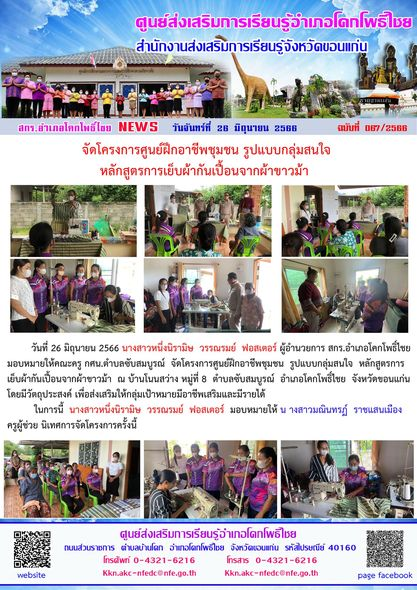 ศูนย์ส่งเสริมการเรียนรู้อำเภอโคกโพธิ์ไชย
สำนักงานส่งเสริมการเรียนรู้จังหวัดขอนแก่น
สกร.อำเภอโคกโพธิ์ไชย NEWS วันจันทร์ที่ 26 มิถุนายน 2566 ฉบับที่ 067/2566
จัดโครงการศูนย์ฝึกอาชีพชุมชน รูปแบบกลุ่มสนใจ
หลักสูตรการเย็บผ้ากันเปื้อนจากผ้าขาวม้า
วันที่ 26 มิถุนายน 2566 นางสาวหนึ่งนิรามิษ วรรณรมย์ ฟอสเตอร์ ผู้อำนวยการ สกร.อำเภอโคกโพธิ์ไชย
มอบหมายให้คณะครู กศน.ตำบลซับสมบูรณ์ จัดโครงการศูนย์ฝึกอาชีพชุมชน รูปแบบกลุ่มสนใจ หลักสูตรการ
เย็บผ้ากันเปื้อนจากผ้าขาวม้า ณ บ้านโนนสว่าง หมู่ที่ 8 ตำบลซับสมบูรณ์ อำเภอโคกโพธิ์ไชย จังหวัดขอนแก่น
โดยมีวัตถุประสงค์ เพื่อส่งเสริมให้กลุ่มเป้าหมายมีอาชีพเสริมและมีรายได้
ในการนี้ นางสาวหนึ่งนิรามิษ วรรณรมย์ ฟอสเตอร์ มอบหมายให้ น างสาวมณินทรฎ์ ราชแสนเมือง
ครูผู้ช่วย นิเทศการจัดโครงการครั้งนี้
ศูนย์ส่งเสริมการเรียนรู้อำเภอโคกโพธิ์ไชย
ถนนส่วนราชการ ตำบลบ้านโคก อำเภอโคกโพธิ์ไชย จังหวัดขอนแก่น รหัสไปรษณีย์ 40160
โทรศัพท์ 0-4321-6216 โทรสาร 0-4321-6216
Kkn.akc-nfedc@nfe.go.th Kkn.akc-nfedc@nfe.go.th
website
page facebook